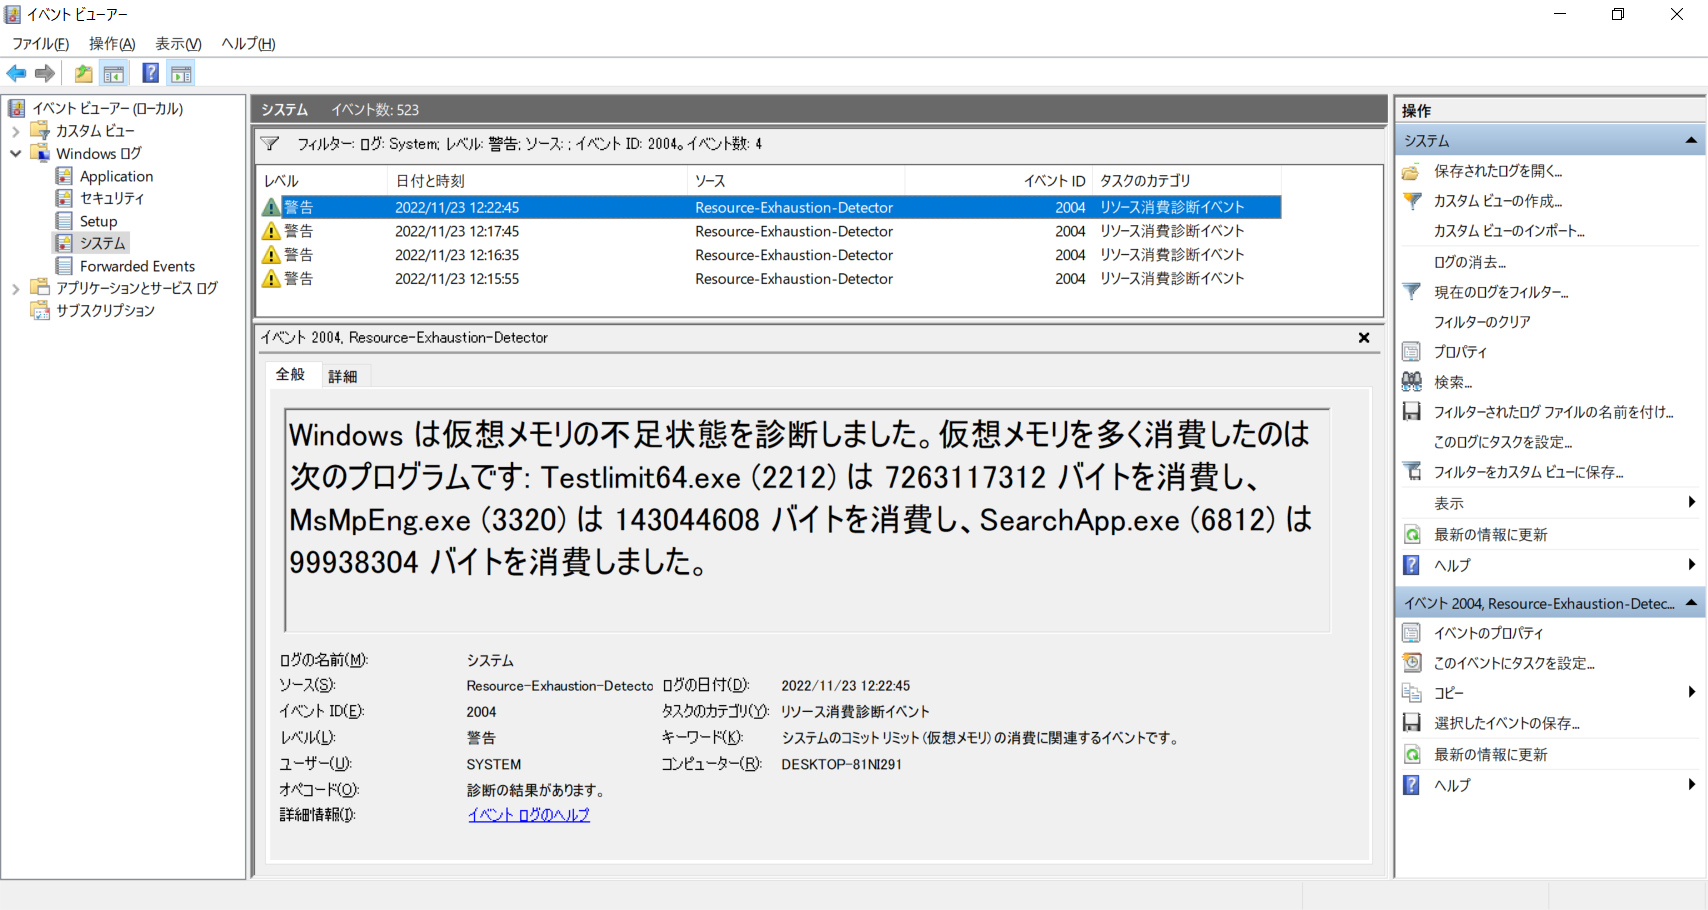 イベント ビューアー
ファイル(F) 操作(A) 表示(V) ヘルプ(H)
イベント ビューアー (ローカル)
カスタム ビュー
Windows ログ
Application
セキュリティ
Setup
システム
Forwarded Events
アプリケーションとサービス ログ
サブスクリプション
システム イベント数: 523
フィルター: ログ: System; レベル: 警告; ソース: ; イベント ID: 2004。イベント数: 4
レベル 日付と時刻 ソース イベント ID タスクのカテゴリ
警告 2022/11/23 12:22:45 Resource-Exhaustion-Detector 2004 リソース消費診断イベント
警告 2022/11/23 12:17:45 Resource-Exhaustion-Detector 2004 リソース消費診断イベント
警告 2022/11/23 12:16:35 Resource-Exhaustion-Detector 2004 リソース消費診断イベント
警告 2022/11/23 12:15:55 Resource-Exhaustion-Detector 2004 リソース消費診断イベント
イベント 2004, Resource-Exhaustion-Detector
全般 詳細
Windows は仮想メモリの不足状態を診断しました。仮想メモリを多く消費したのは
次のプログラムです: Testlimit64.exe (2212) は 7263117312 バイトを消費し、
MsMpEng.exe (3320) は 143044608 バイトを消費し、SearchApp.exe (6812) は
99938304 バイトを消費しました。
ログの名前(M): システム
ソース(S): Resource-Exhaustion-Detecto ログの日付(D): 2022/11/23 12:22:45
イベント ID(E): 2004 タスクのカテゴリ(Y): リソース消費診断イベント
レベル(L): 警告 キーワード(K): システムのコミット リミット (仮想メモリ) の消費に関連するイベントです。
ユーザー(U): SYSTEM コンピューター(R): DESKTOP-81NI291
オペコード(O): 診断の結果があります。
詳細情報(I): イベント ログのヘルプ
操作
システム
保存されたログを開く...
カスタム ビューの作成...
カスタム ビューのインポート...
ログの消去...
現在のログをフィルター...
フィルターのクリア
プロパティ
検索...
フィルターされたログ ファイルの名前を付け...
このログにタスクを設定...
フィルターをカスタム ビューに保存...
表示
最新の情報に更新
ヘルプ
イベント 2004, Resource-Exhaustion-Detec...
イベントのプロパティ
このイベントにタスクを設定...
コピー
選択したイベントの保存...
最新の情報に更新
ヘルプ